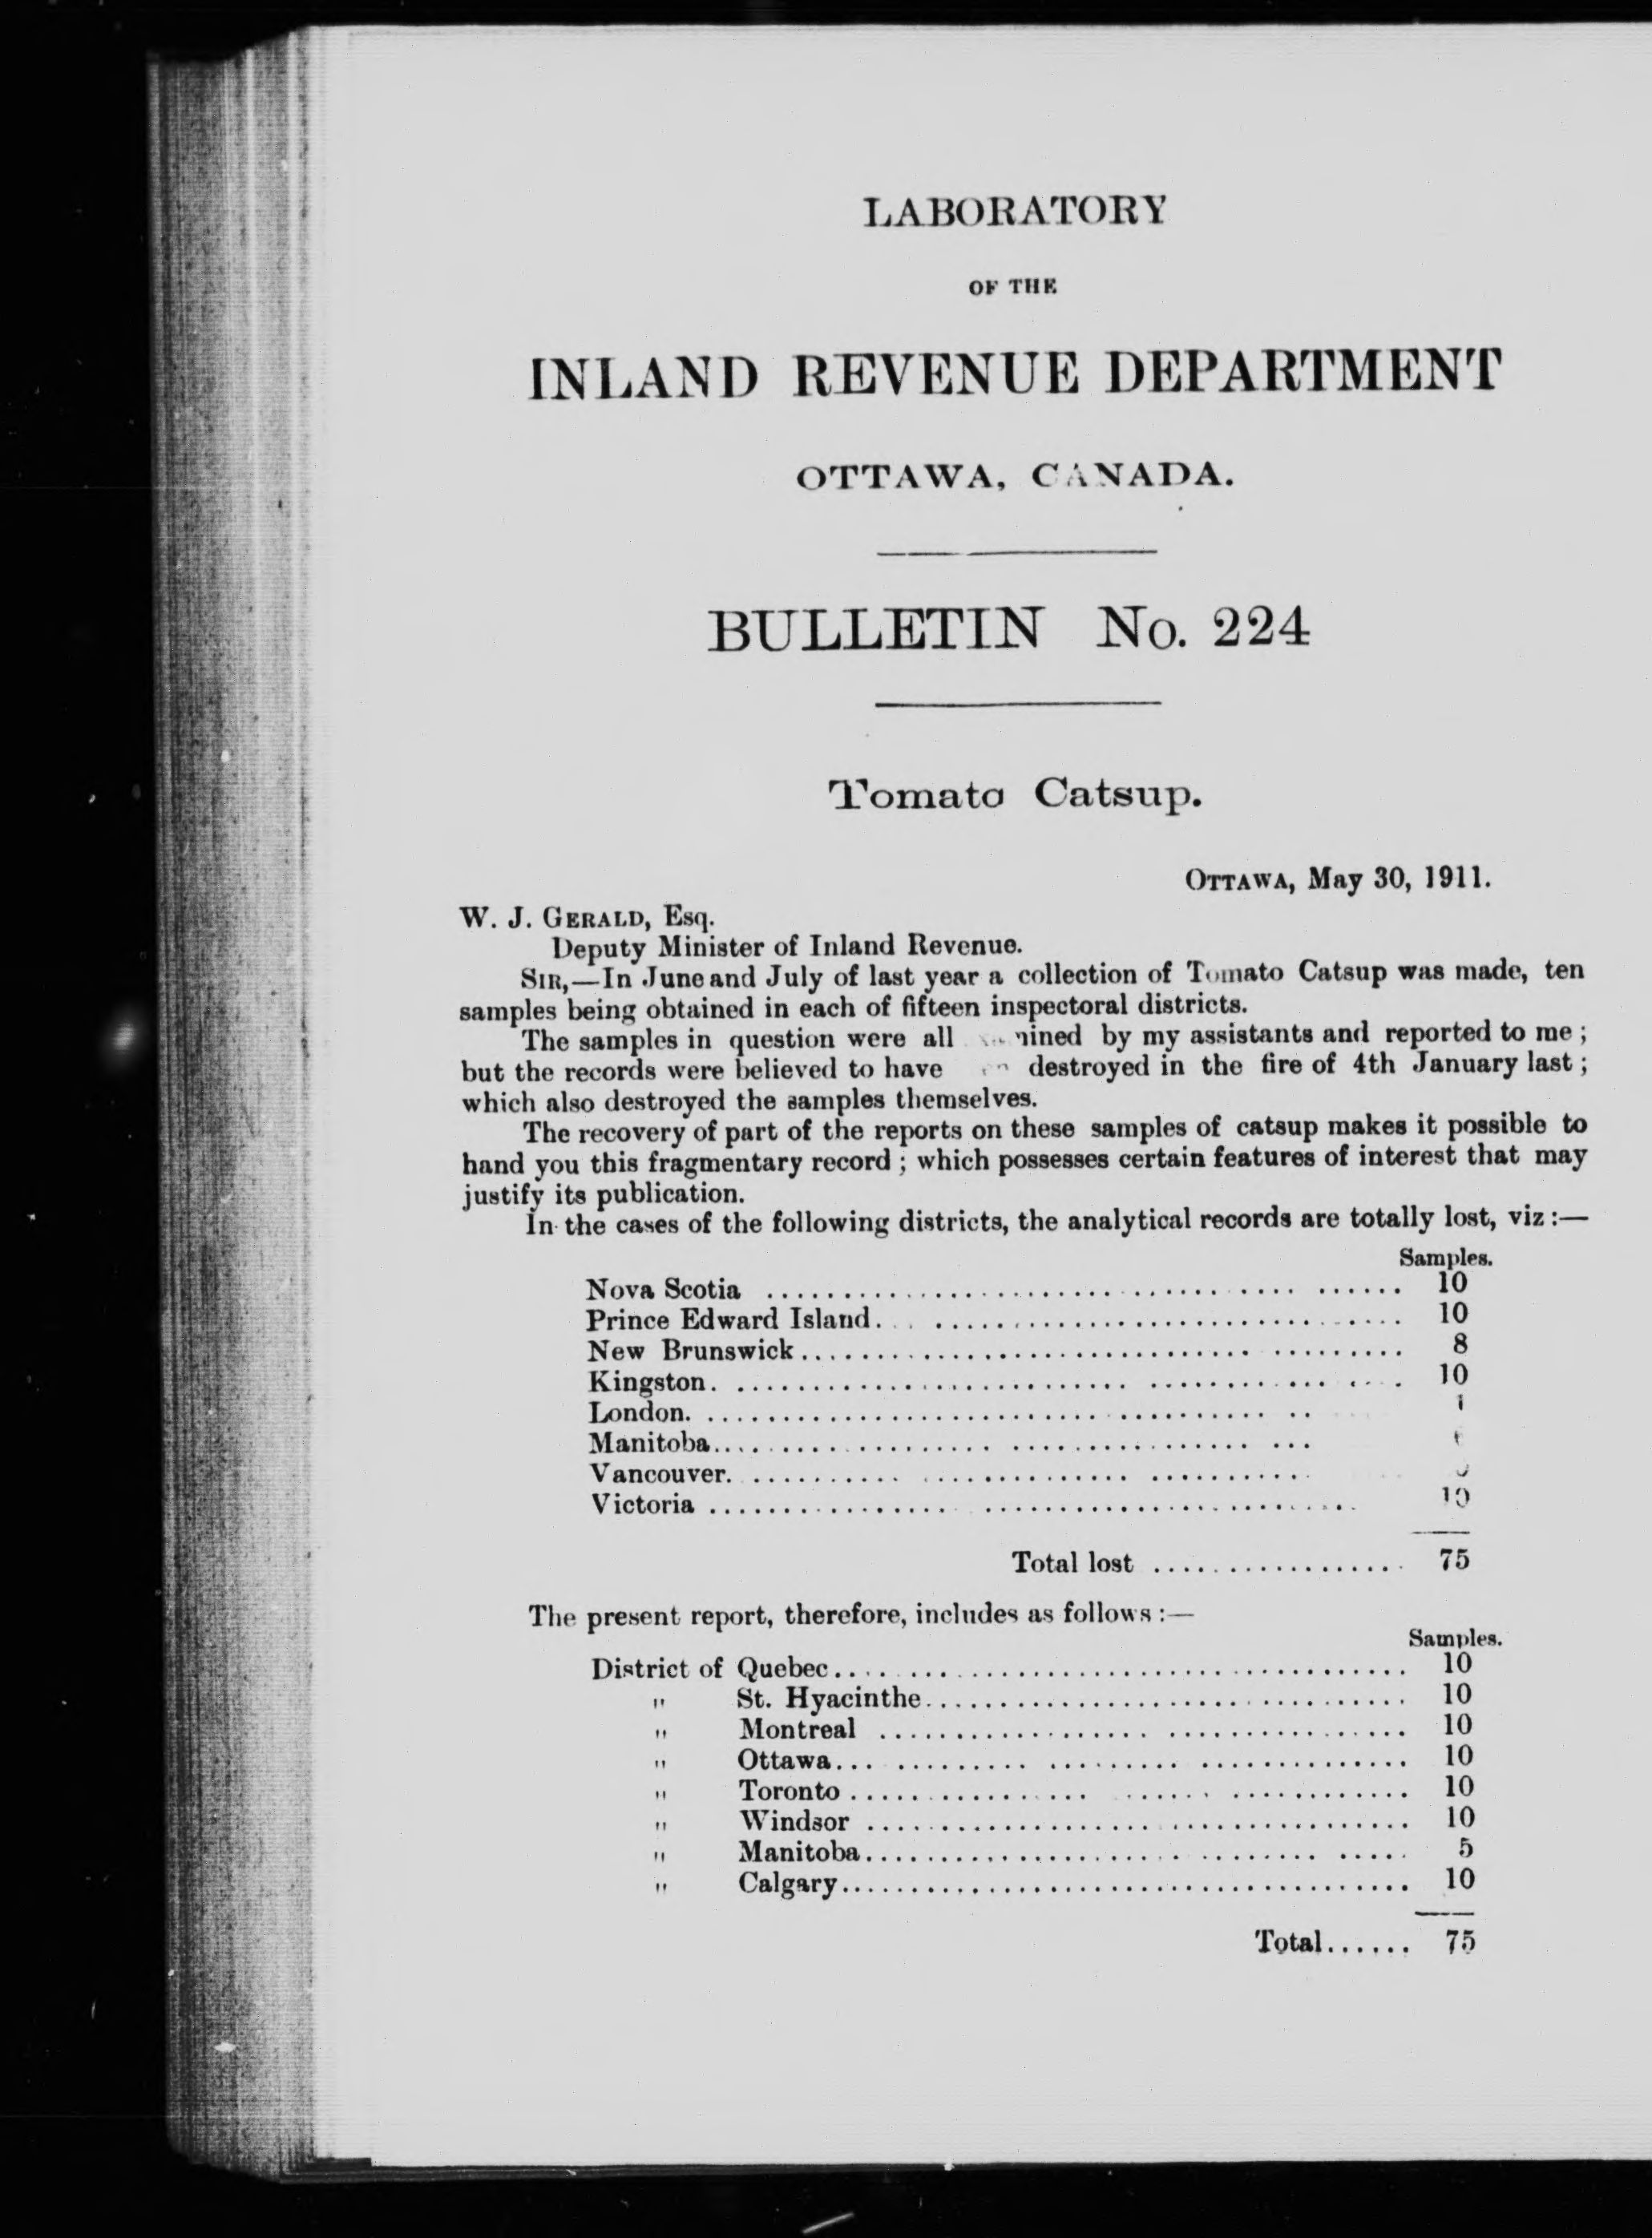 LABORATORY
OF THE
INLAND REVENUE DEPARTMENT
OTTAWA, CANADA.
BULLETIN No. 224
Tomato Catsup.
OTTAWA, May 30, 1911.
W. J. GERALD, Esq.
Deputy Minister of Inland Revenue.
SIR,—In June and July of last year a collection of Tomato Catsup was made, ten
samples being obtained in each of fifteen inspectoral districts.
The samples in question were all by my assistants and reported to me ;
but the records were believed to have destroyed in the fire of 4th January last ;
which also destroyed the samples themselves.
The recovery of part of the reports on these samples of catsup makes it possible to
hand you this fragmentary record ; which possesses certain features of interest that may
justify its publication.
In the cases of the following districts, the analytical records are totally lost, viz :—
Samples.
Nova Scotia .......... 10
Prince Edward Island .......... 10
New Brunswick .......... 8
Kingston .......... 10
London ..........
Manitoba ..........
Vancouver ..........
Victoria .......... 10
Total lost .......... 75
The present report, therefore, includes as follows :—
Samples.
District of Quebec .......... 10
" St. Hyacinthe .......... 10
" Montreal .......... 10
" Ottawa .......... 10
" Toronto .......... 10
" Windsor .......... 10
" Manitoba .......... 5
" Calgary .......... 10
Total ....... 75